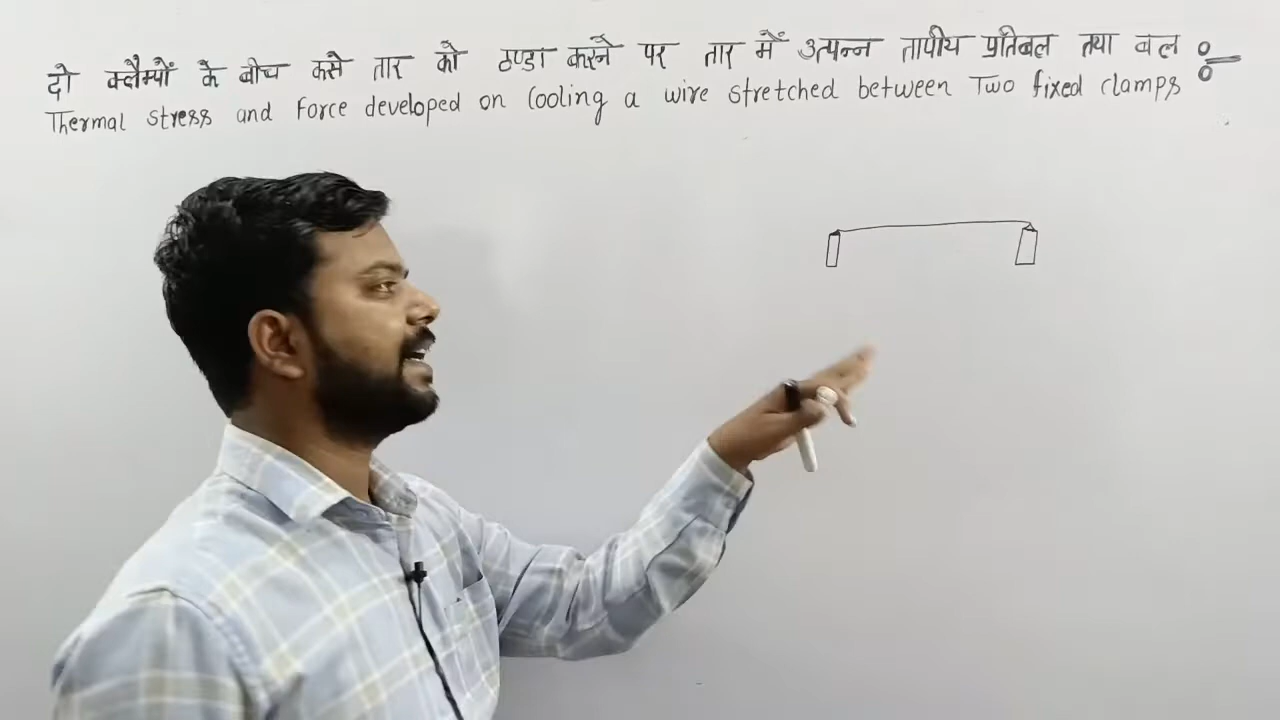 दो क्लैम्पों के बीच कसे तार को ठण्डा करने पर तार में उत्पन्न तापीय प्रतिबल तथा बल :-
Thermal stress and Force developed on Cooling a wire stretched between Two fixed clamps